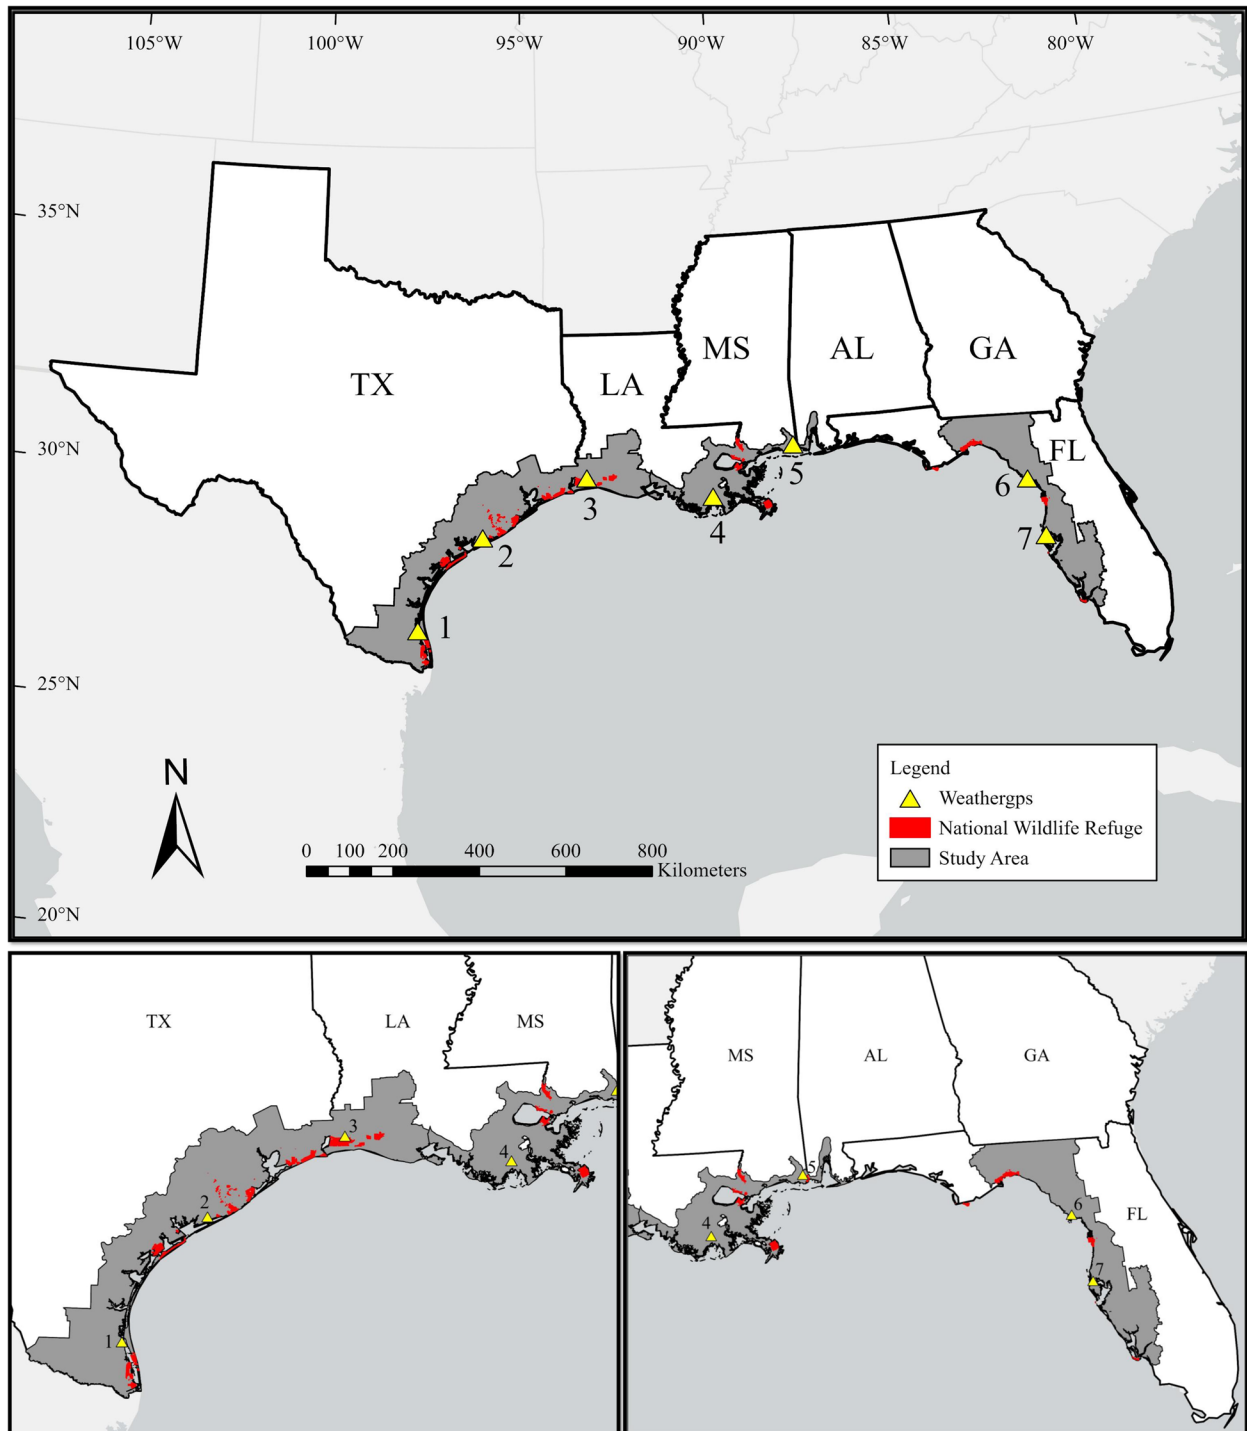 105°W 100°W 95°W 90°W 85°W 80°W
35°N
MS AL GA
TX LA
30°N
FL
5
6
3
4
7
2
1
25°N
N
Legend
Weathergps
National Wildlife Refuge
Study Area
0 100 200 400 600 800
Kilometers
20°N
TX LA MS
3
4
2
1
MS AL GA
5
6
FL
4
7